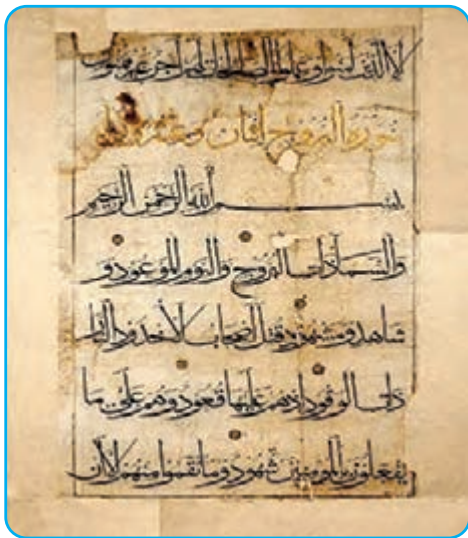 إلا الذين آمنوا وعملوا الصالحات لهم أجر غير ممنون
سورة البروج اثنان وعشرون
بسم الله الرحمن الرحيم
والسماء ذات البروج واليوم الموعود و
شاهد ومشهود قتل أصحاب الأخدود النار
ذات الوقود إذ هم عليها قعود وهم على ما
يفعلون بالمؤمنين شهود وما نقموا منهم إلا أن